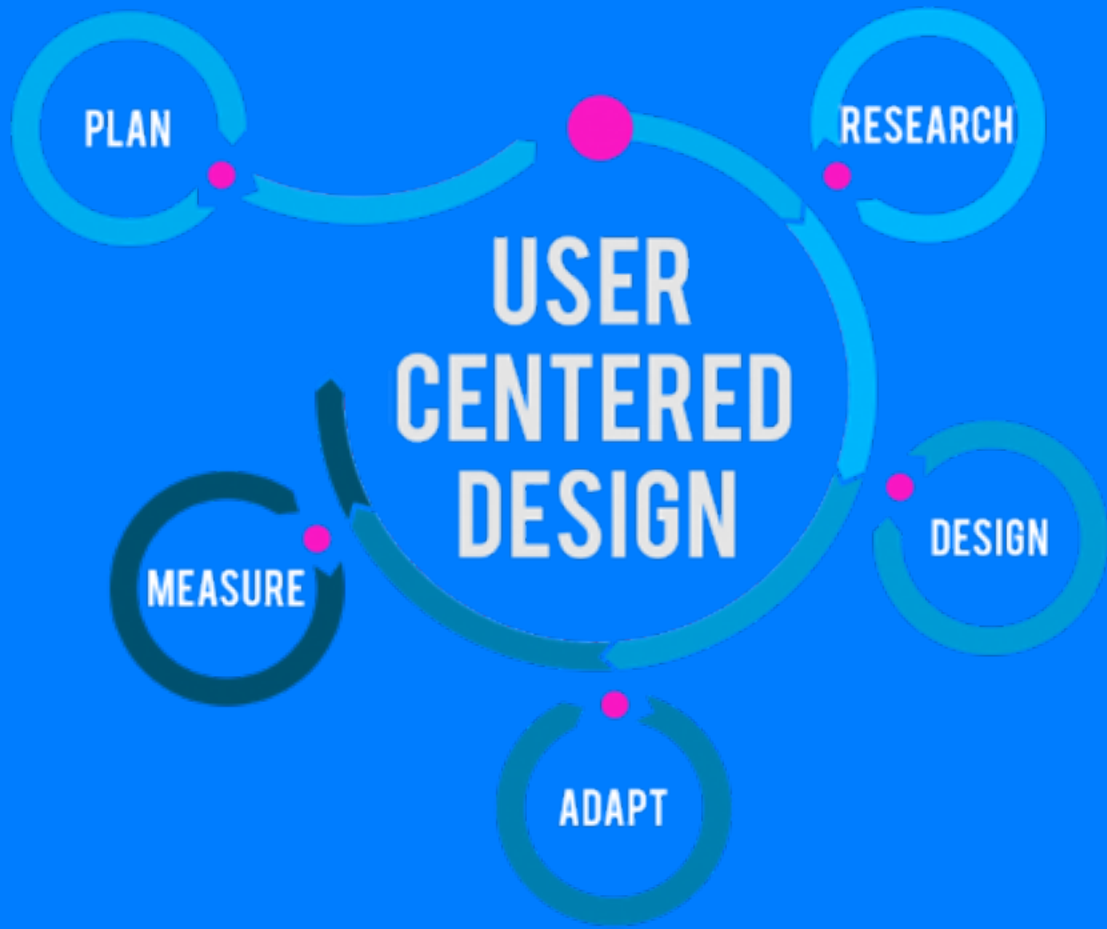 PLAN
RESEARCH
USER
CENTERED
DESIGN
DESIGN
MEASURE
ADAPT